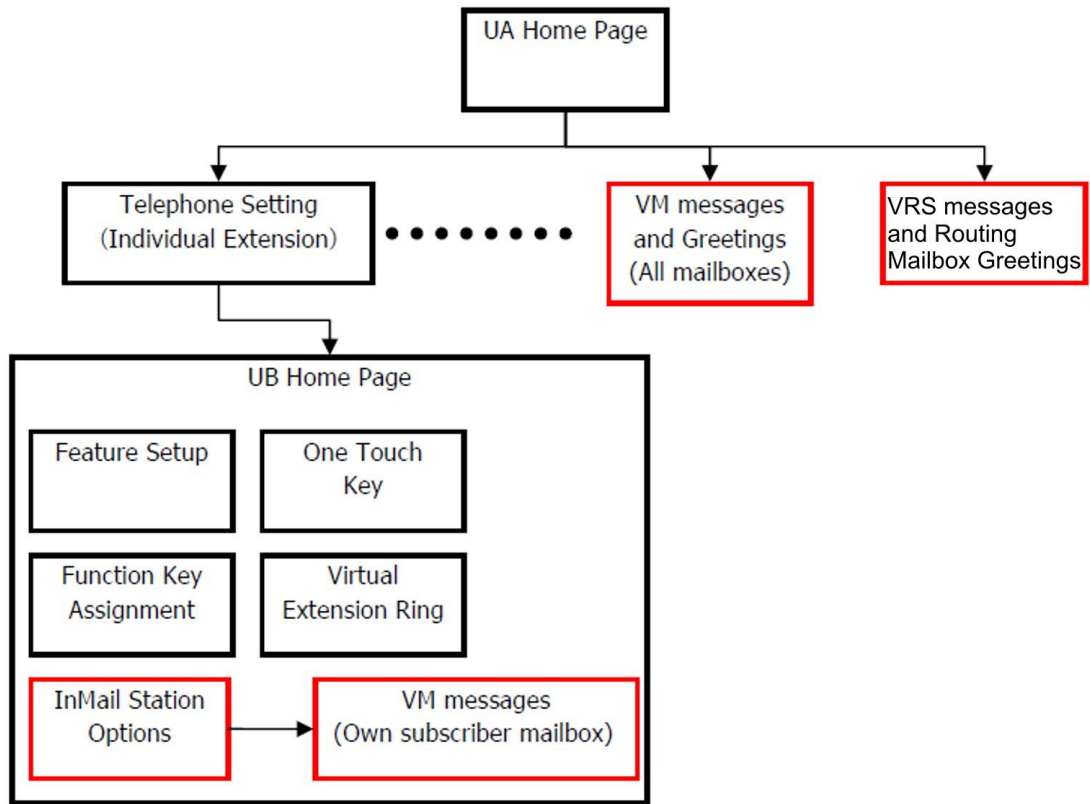 UA Home Page
Telephone Setting
(Individual Extension)
VM messages
and Greetings
(All mailboxes)
VRS messages
and Routing
Mailbox Greetings
UB Home Page
Feature Setup
One Touch
Key
Function Key
Assignment
Virtual
Extension Ring
InMail Station
Options
VM messages
(Own subscriber mailbox)